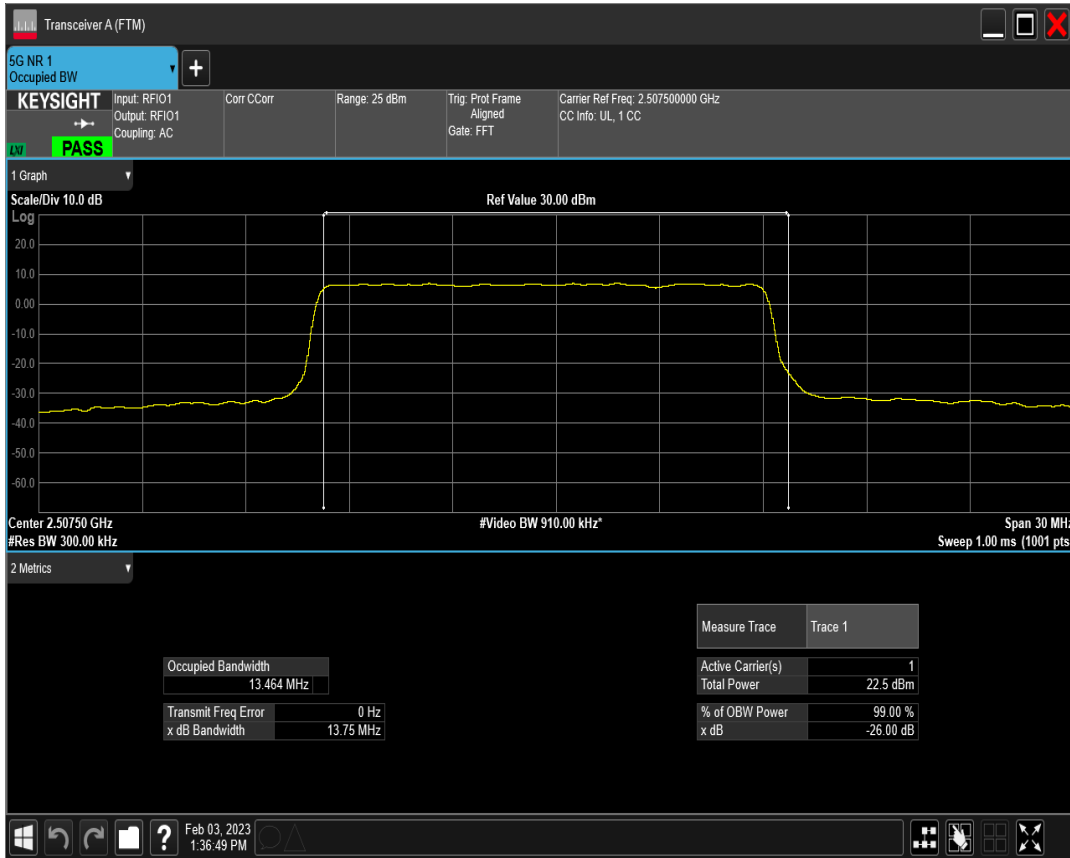 Transceiver A (FTM)
5G NR 1
Occupied BW
+
KEYSIGHT
LXI
PASS
Input: RFIO1
Output: RFIO1
Coupling: AC
Corr CCorr
Range: 25 dBm
Trig: Prot Frame
Aligned
Gate: FFT
Carrier Ref Freq: 2.507500000 GHz
CC Info: UL, 1 CC
1 Graph
Scale/Div 10.0 dB
Ref Value 30.00 dBm
Log
20.0
10.0
0.00
-10.0
-20.0
-30.0
-40.0
-50.0
-60.0
Center 2.50750 GHz
#Video BW 910.00 kHz*
Span 30 MHz
#Res BW 300.00 kHz
Sweep 1.00 ms (1001 pts
2 Metrics
Measure Trace Trace 1
Occupied Bandwidth
13.464 MHz
Active Carrier(s) 1
Total Power 22.5 dBm
Transmit Freq Error 0 Hz
x dB Bandwidth 13.75 MHz
% of OBW Power 99.00 %
x dB -26.00 dB
?
Feb 03, 2023
1:36:49 PM